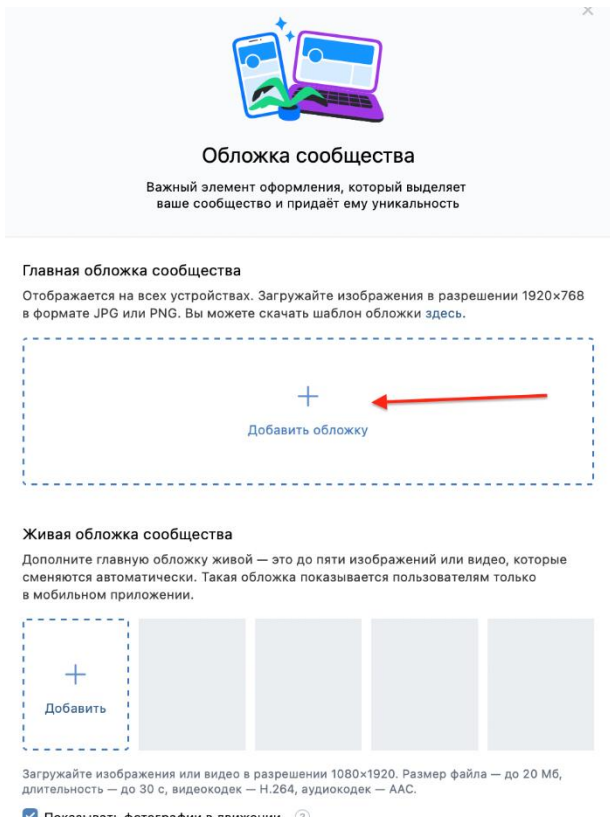 Обложка сообщества
Важный элемент оформления, который выделяет
ваше сообщество и придаёт ему уникальность
Главная обложка сообщества
Отображается на всех устройствах. Загружайте изображения в разрешении 1920×768
в формате JPG или PNG. Вы можете скачать шаблон обложки здесь.
Добавить обложку
Живая обложка сообщества
Дополните главную обложку живой — это до пяти изображений или видео, которые
сменяются автоматически. Такая обложка показывается пользователям только
в мобильном приложении.
Добавить
Загружайте изображения или видео в разрешении 1080×1920. Размер файла — до 20 Мб,
длительность — до 30 с, видеокодек — H.264, аудиокодек — AAC.
Показывать фотографии в движении